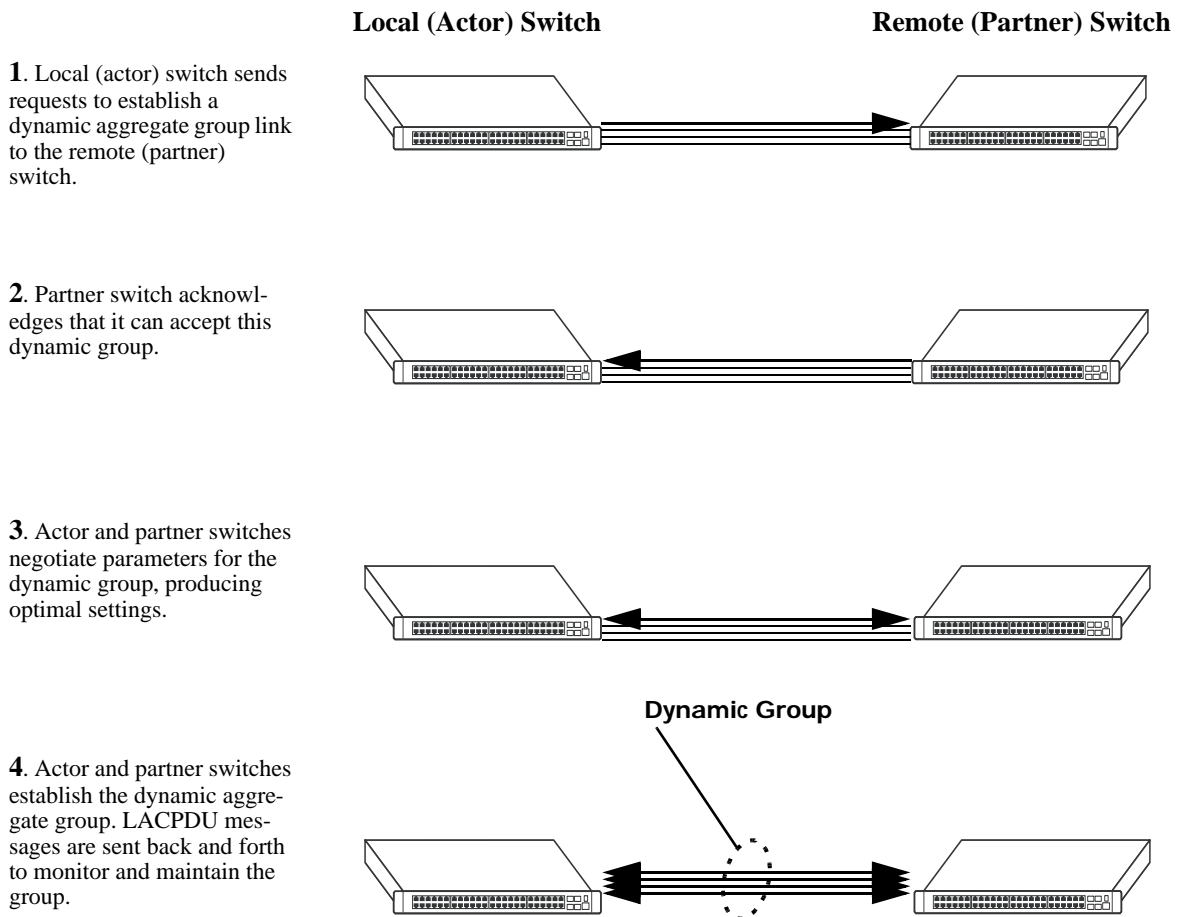 Local (Actor) Switch
Remote (Partner) Switch
1. Local (actor) switch sends
requests to establish a
dynamic aggregate group link
to the remote (partner)
switch.
2. Partner switch acknowl-
edges that it can accept this
dynamic group.
3. Actor and partner switches
negotiate parameters for the
dynamic group, producing
optimal settings.
Dynamic Group
4. Actor and partner switches
establish the dynamic aggre-
gate group. LACPDU mes-
sages are sent back and forth
to monitor and maintain the
group.